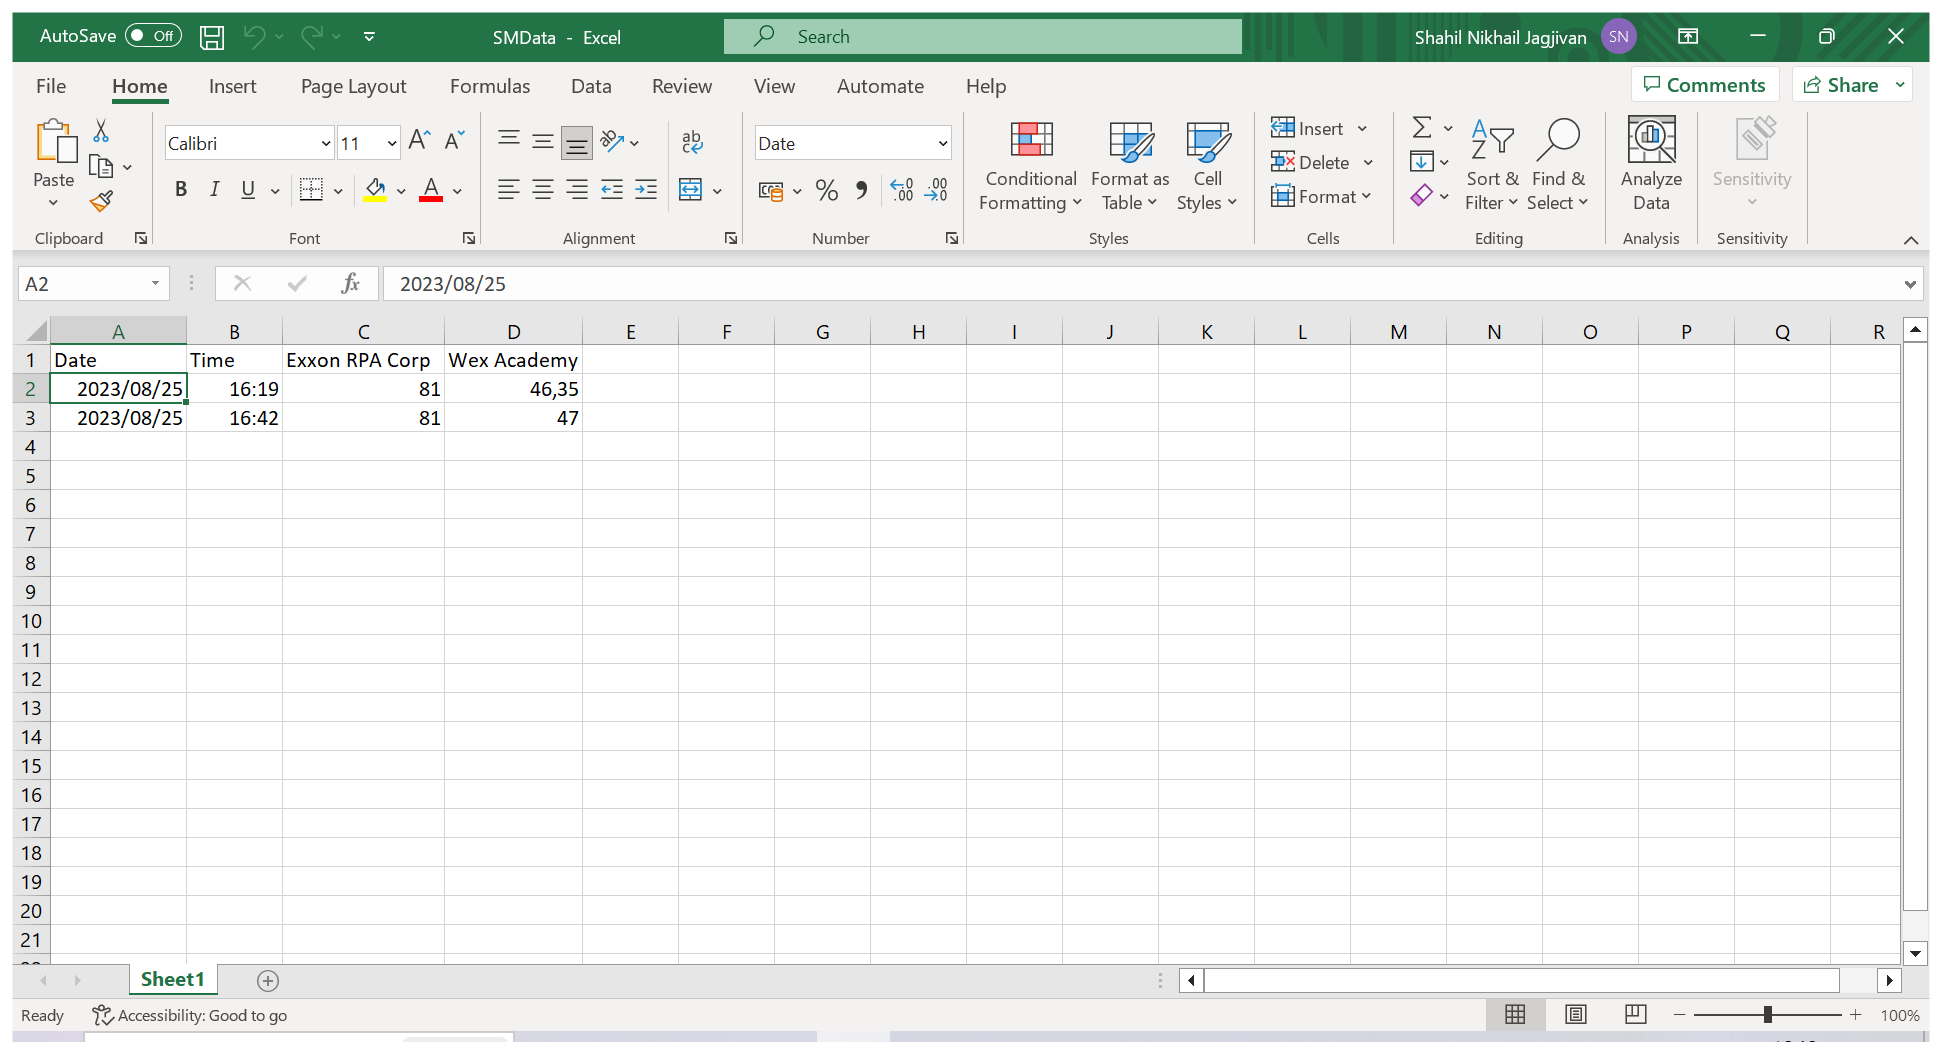 AutoSave Off SMData - Excel Search Shahil Nikhail Jagjivan SN
File Home Insert Page Layout Formulas Data Review View Automate Help Comments Share
Paste
Clipboard
Calibri 11
B I U A
Font
ab
Alignment
Date
% .00 .00
Number
Conditional Formatting
Format as Table
Cell Styles
Styles
Insert
Delete
Format
Cells
Sort & Filter
Find & Select
Editing
Analyze Data
Analysis
Sensitivity
Sensitivity
A2 fx 2023/08/25
A B C D E F G H I J K L M N O P Q R
1 Date Time Exxon RPA Corp Wex Academy
2 2023/08/25 16:19 81 46,35
3 2023/08/25 16:42 81 47
4
5
6
7
8
9
10
11
12
13
14
15
16
17
18
19
20
21
Sheet1
Ready Accessibility: Good to go 100%